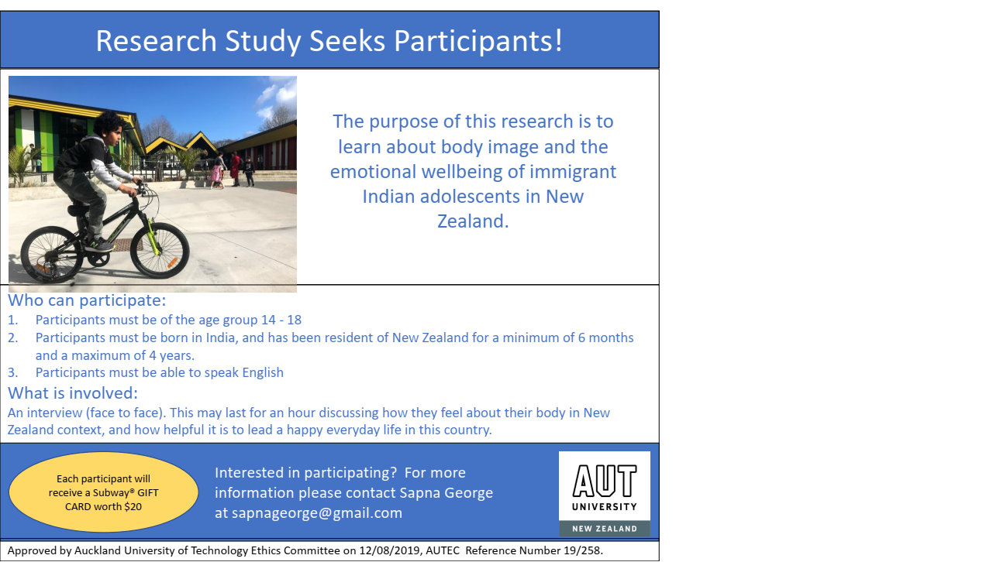 Research Study Seeks Participants!
The purpose of this research is to
learn about body image and the
emotional wellbeing of immigrant
Indian adolescents in New
Zealand.
Who can participate:
1. Participants must be of the age group 14 - 18
2. Participants must be born in India, and has been resident of New Zealand for a minimum of 6 months
and a maximum of 4 years.
3. Participants must be able to speak English
What is involved:
An interview (face to face). This may last for an hour discussing how they feel about their body in New
Zealand context, and how helpful it is to lead a happy everyday life in this country.
Each participant will
receive a Subway® GIFT
CARD worth $20
Interested in participating? For more
information please contact Sapna George
at sapnageorge@gmail.com
AUT
UNIVERSITY
NEW ZEALAND
Approved by Auckland University of Technology Ethics Committee on 12/08/2019, AUTEC Reference Number 19/258.